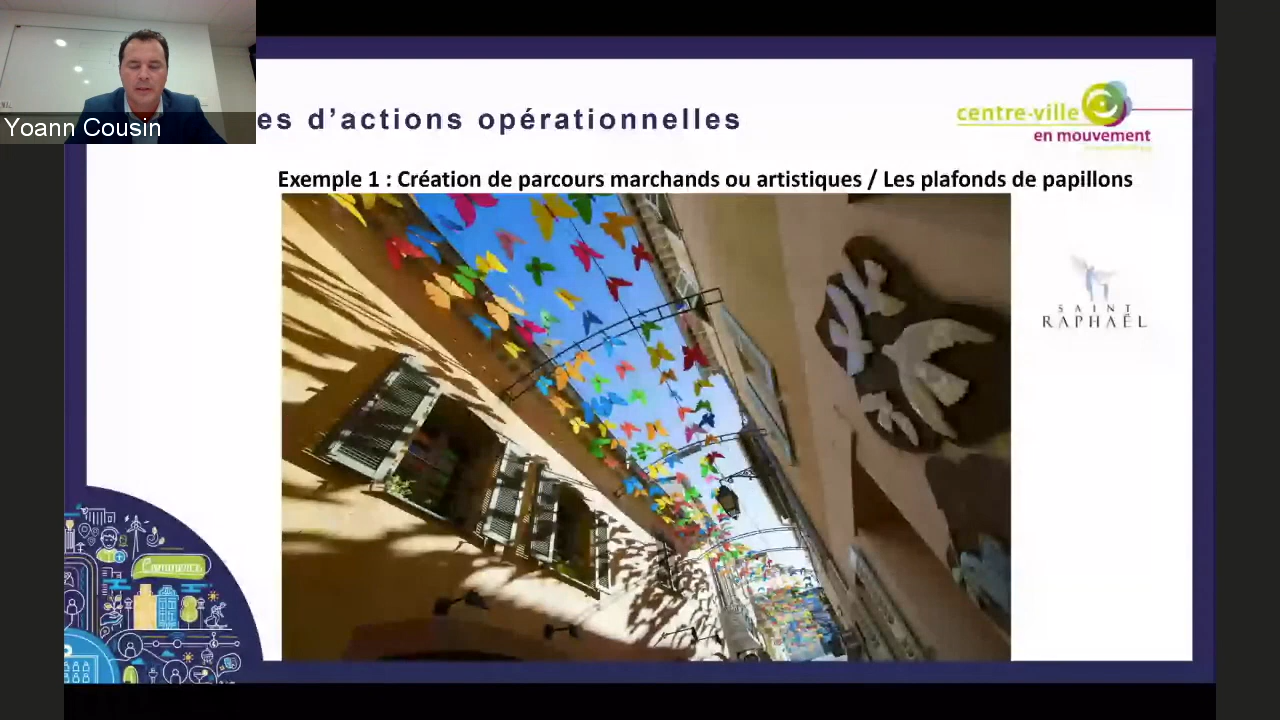 Yoann Cousin
es d'actions opérationnelles
centre-ville
en mouvement
Exemple 1 : Création de parcours marchands ou artistiques / Les plafonds de papillons
SAINT
RAPHAËL
Commerce